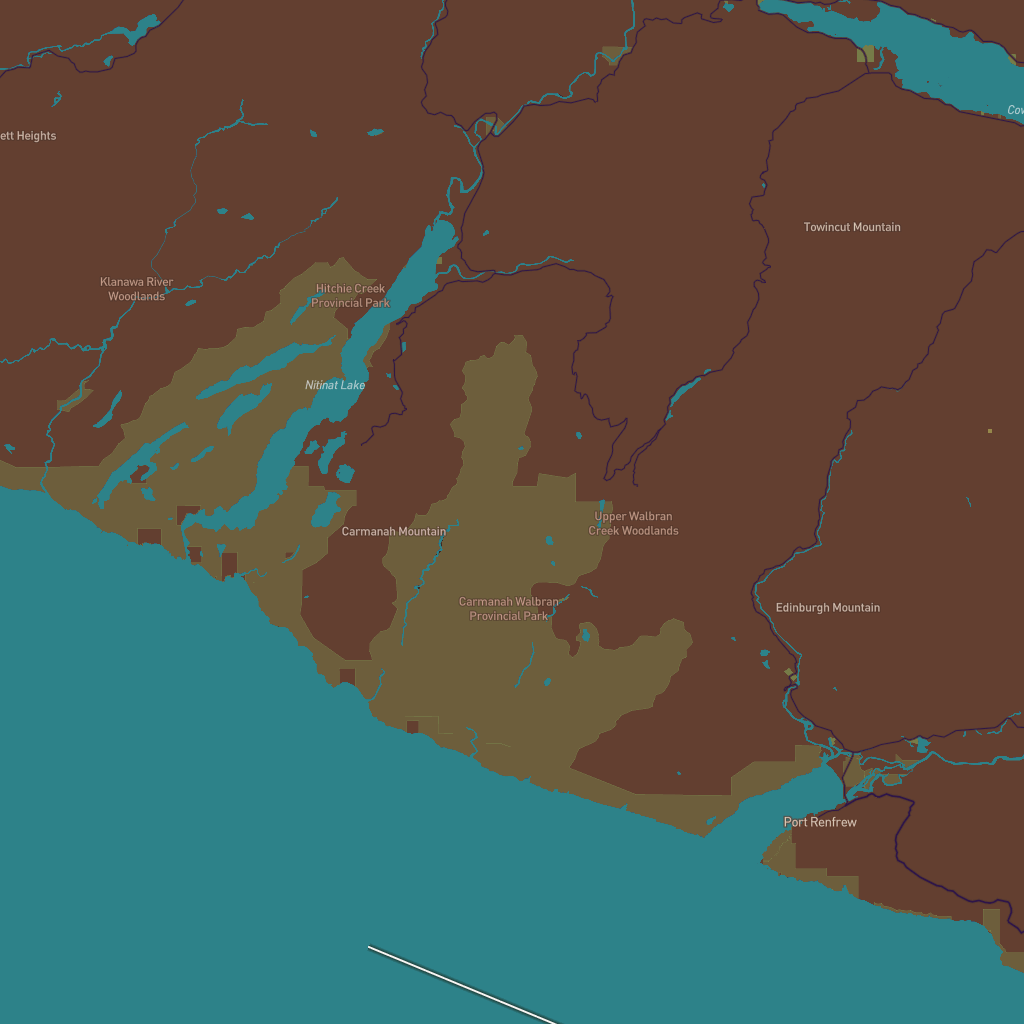 Cov
ett Heights
Towincut Mountain
Klanawa River
Woodlands
Hitchie Creek
Provincial Park
Nitinat Lake
Upper Walbran
Creek Woodlands
Carmanah Mountain
Carmanah Walbran
Provincial Park
Edinburgh Mountain
Port Renfrew